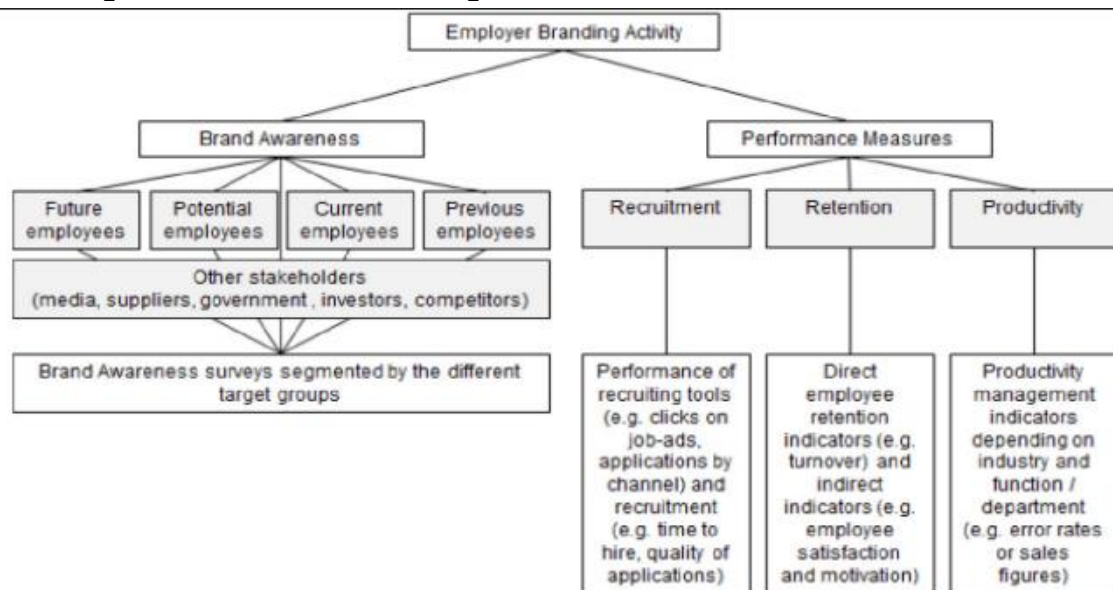 Employer Branding Activity
Brand Awareness
Performance Measures
Future
employees
Potential
employees
Current
employees
Previous
employees
Recruitment
Retention
Productivity
Other stakeholders
(media, suppliers, government , investors, competitors)
Brand Awareness surveys segmented by the different
target groups
Performance of
recruiting tools
(e.g. clicks on
job-ads,
applications by
channel) and
recruitment
(e.g. time to
hire, quality of
applications)
Direct
employee
retention
indicators (e.g.
turnover) and
indirect
indicators (e.g.
employee
satisfaction
and motivation)
Productivity
management
indicators
depending on
industry and
function /
department
(e.g. error rates
or sales
figures)